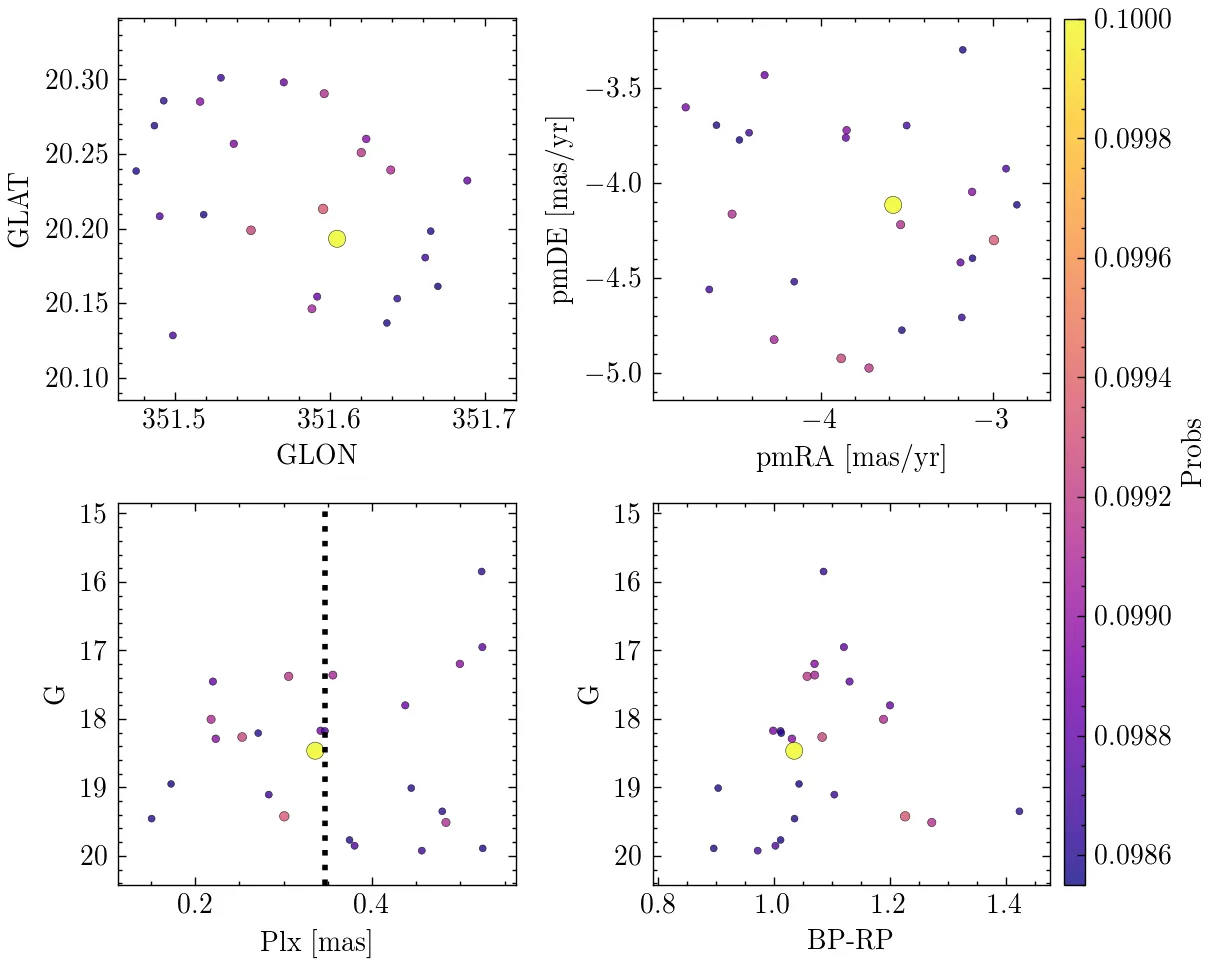 20.30
20.25
20.20
20.15
20.10
GLAT
351.5 351.6 351.7
GLON
−3.5
−4.0
−4.5
−5.0
pmDE [mas/yr]
−4 −3
pmRA [mas/yr]
15
16
17
18
19
20
G
0.2 0.4
Plx [mas]
15
16
17
18
19
20
G
0.8 1.0 1.2 1.4
BP-RP
0.1000
0.0998
0.0996
0.0994
0.0992
0.0990
0.0988
0.0986
Probs